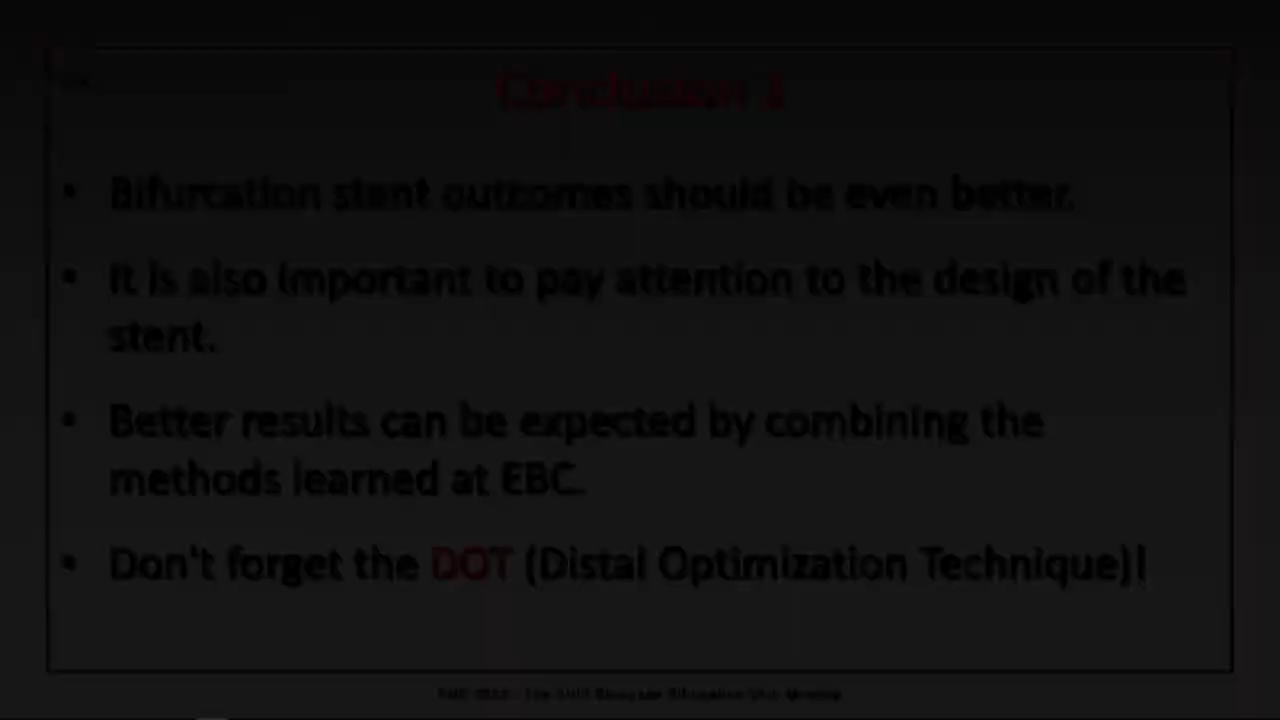 Conclusion
• Bifurcation stent outcomes should be even better.
• It is also important to pay attention to the design of the
stent.
• Better results can be expected by combining the
methods learned at EBC.
• Don't forget the DOT (Distal Optimization Technique)!